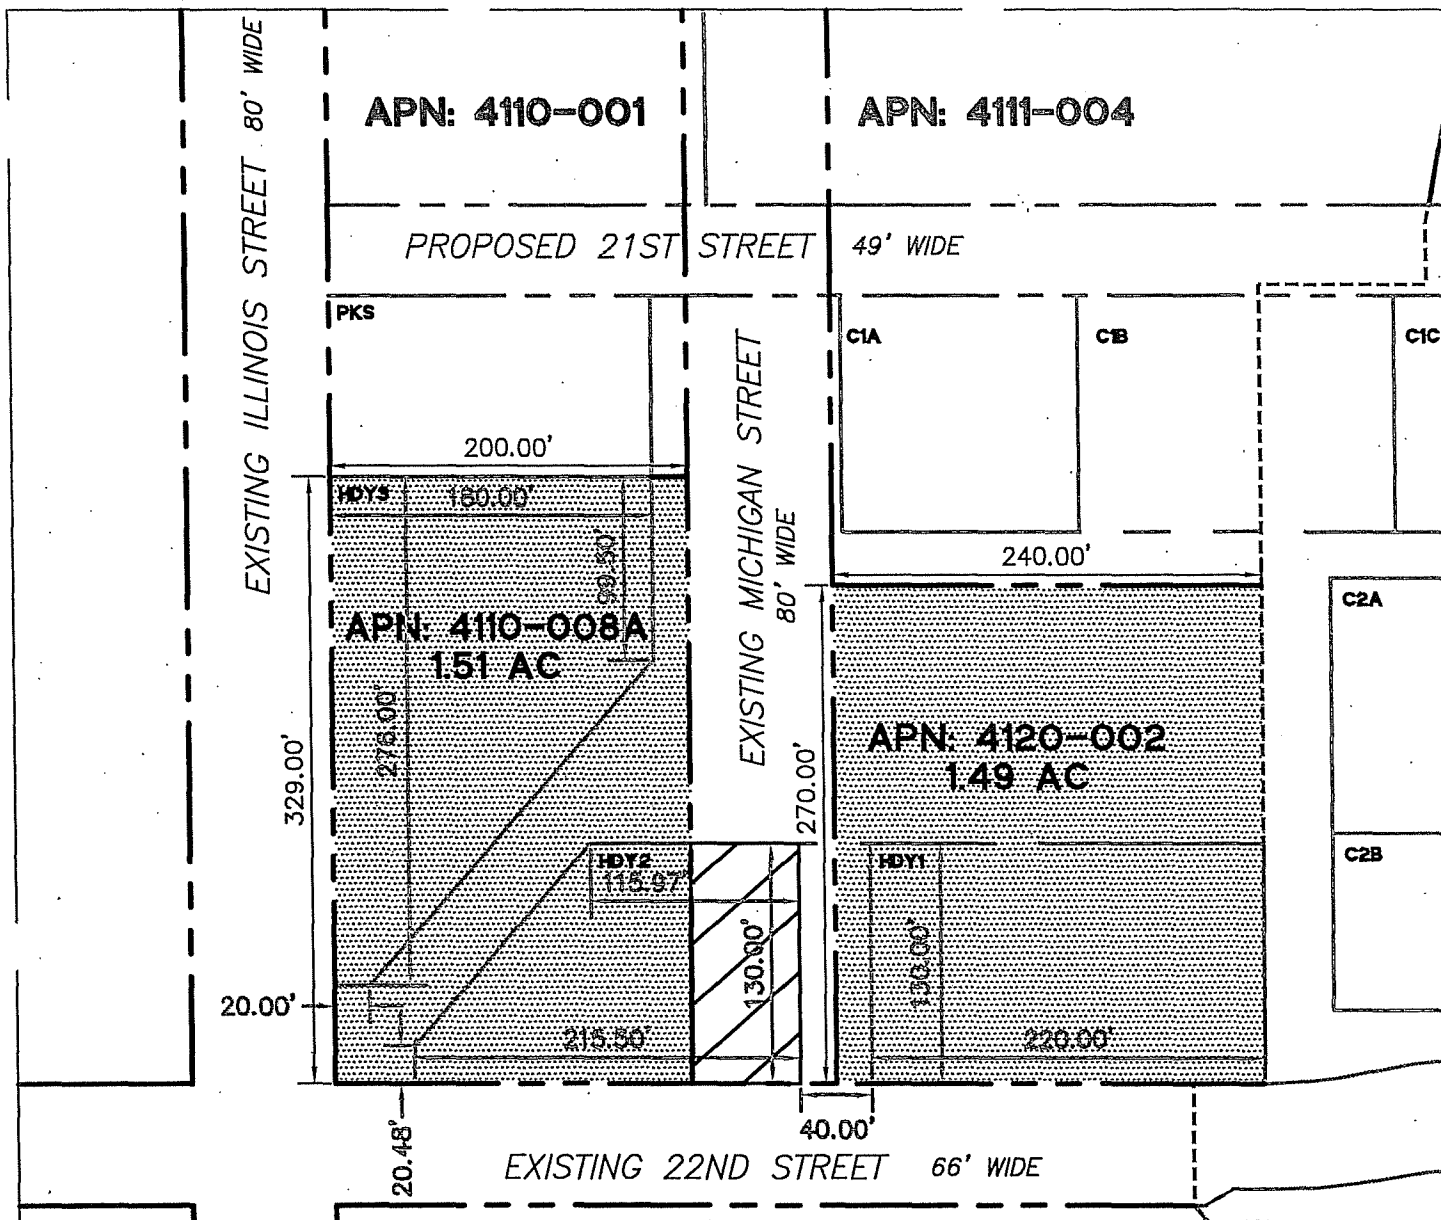 EXISTING ILLINOIS STREET 80' WIDE
APN: 4110-001
APN: 4111-004
PROPOSED 21ST STREET 49' WIDE
PKS
C1A
C1B
C1C
EXISTING MICHIGAN STREET
80' WIDE
200.00'
HDY3
180.00'
99.50'
240.00'
C2A
APN: 4110-008A
1.51 AC
276.00'
329.00'
270.00'
APN: 4120-002
1.49 AC
HDY2
115.97'
HDY1
C2B
130.00'
130.00'
20.00'
215.50'
220.00'
40.00'
20.48'
EXISTING 22ND STREET 66' WIDE